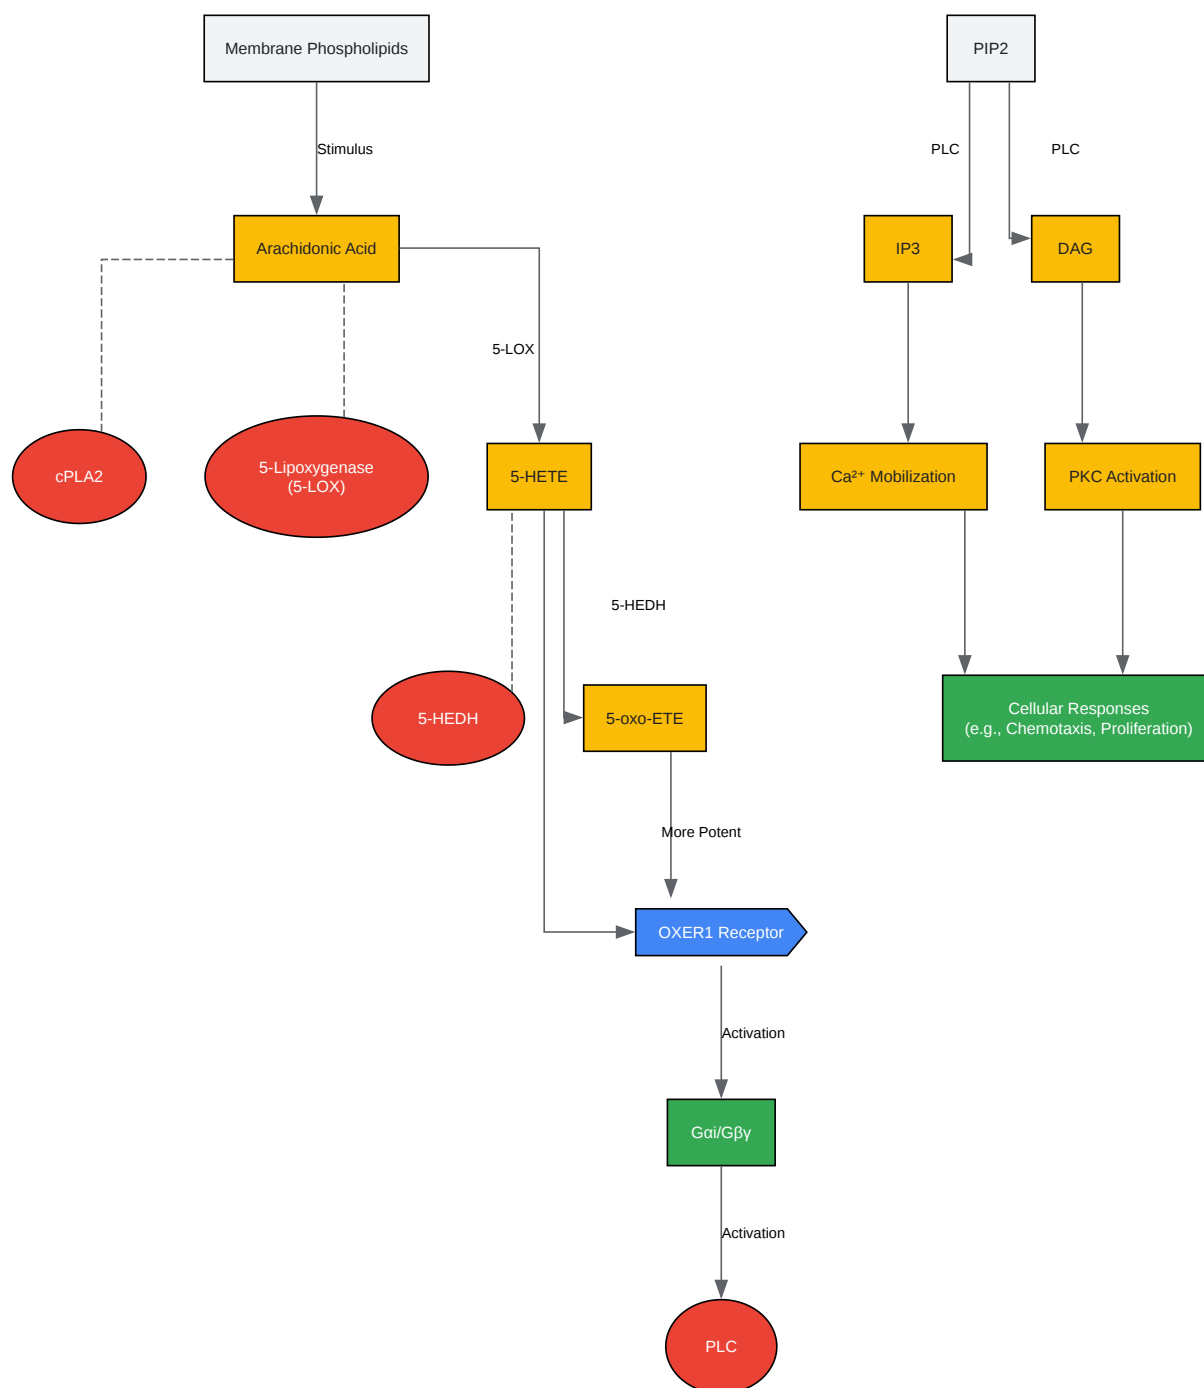 Membrane Phospholipids
PIP2
Stimulus
PLC
PLC
Arachidonic Acid
IP3
DAG
5-LOX
cPLA2
5-Lipoxygenase
(5-LOX)
5-HETE
Ca²⁺ Mobilization
PKC Activation
5-HEDH
5-HEDH
5-oxo-ETE
Cellular Responses
(e.g., Chemotaxis, Proliferation)
More Potent
OXER1 Receptor
Activation
Gαi/Gβγ
Activation
PLC